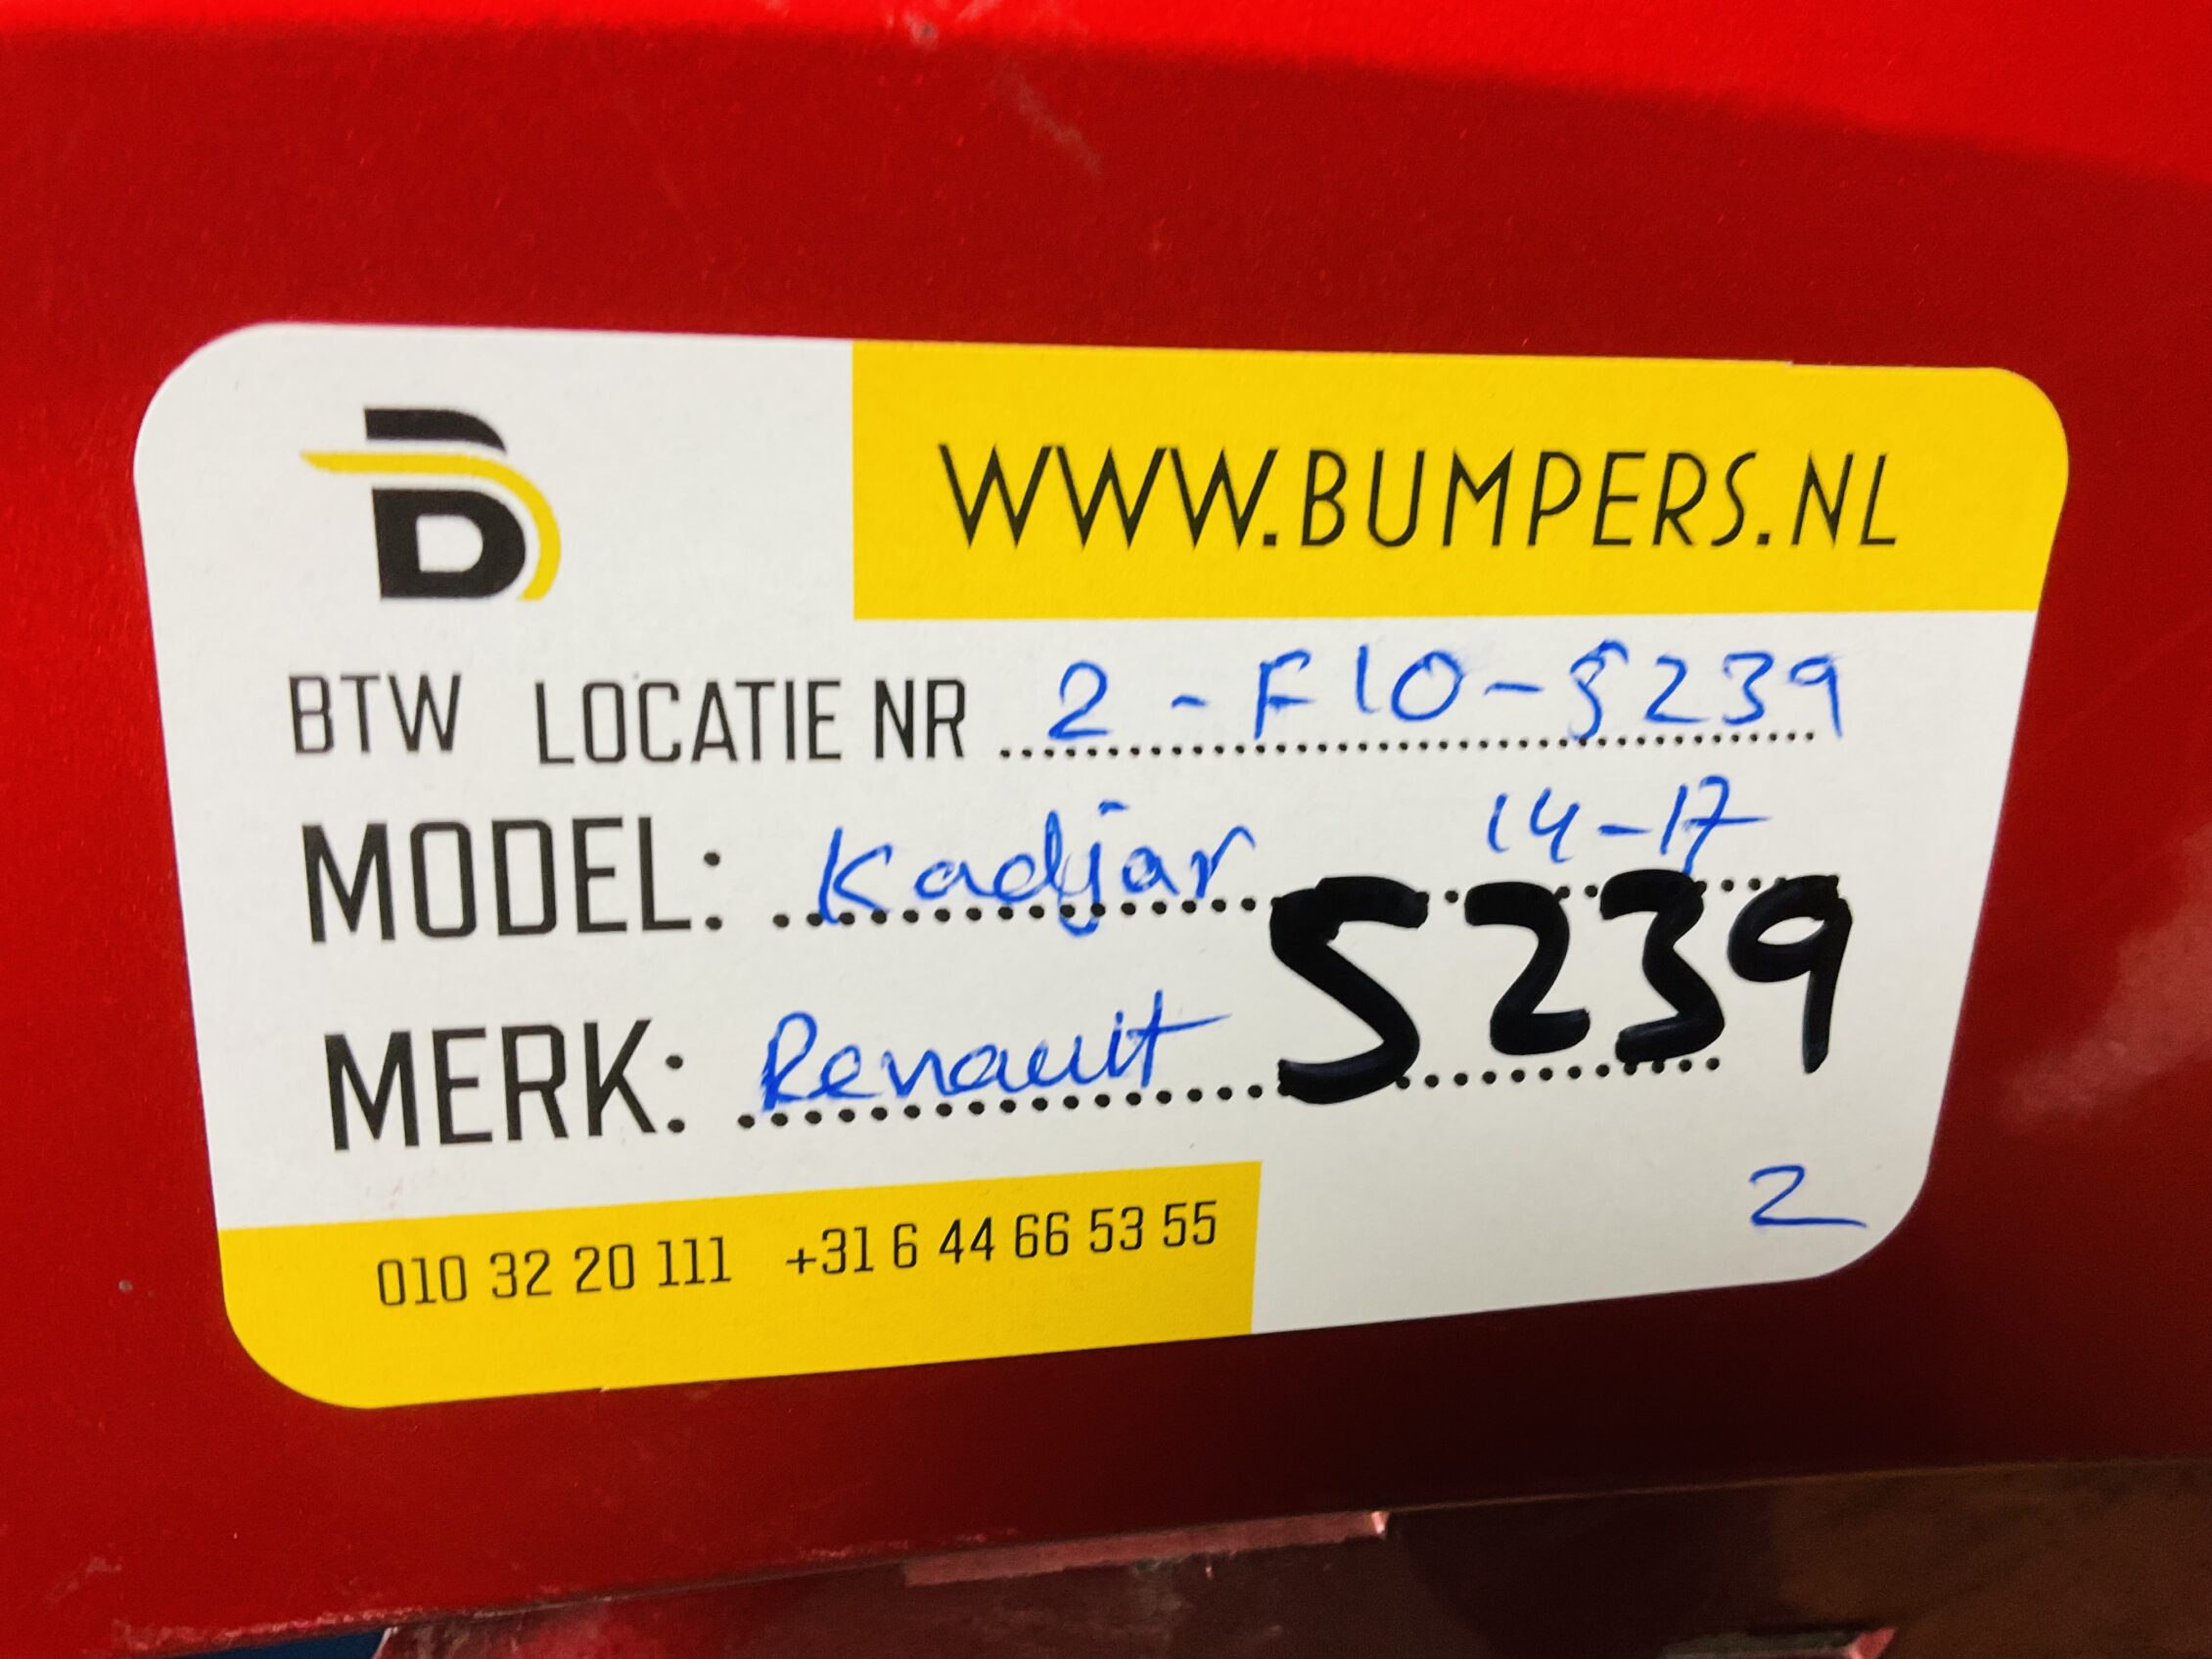 WWW.BUMPERS.NL
BTW LOCATIE NR 2-F10-S239
MODEL: Kadjar 14-17
MERK: Renault S239
2
010 32 20 111 +31 6 44 66 53 55